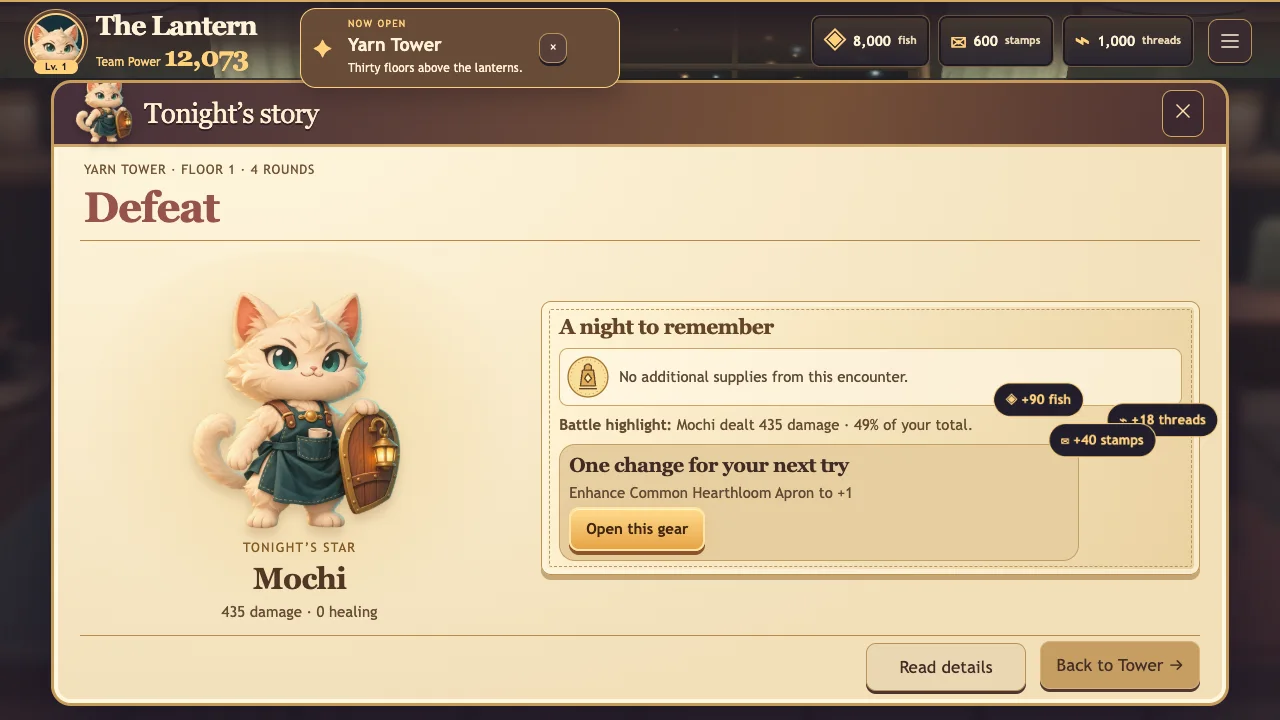 The Lantern
Team Power 12,073
Lv. 1
NOW OPEN
Yarn Tower
Thirty floors above the lanterns.
×
8,000 fish
600 stamps
1,000 threads
Tonight's story
YARN TOWER · FLOOR 1 · 4 ROUNDS
Defeat
TONIGHT'S STAR
Mochi
435 damage · 0 healing
A night to remember
No additional supplies from this encounter.
+90 fish
+18 threads
+40 stamps
Battle highlight: Mochi dealt 435 damage · 49% of your total.
One change for your next try
Enhance Common Hearthloom Apron to +1
Open this gear
Read details
Back to Tower →